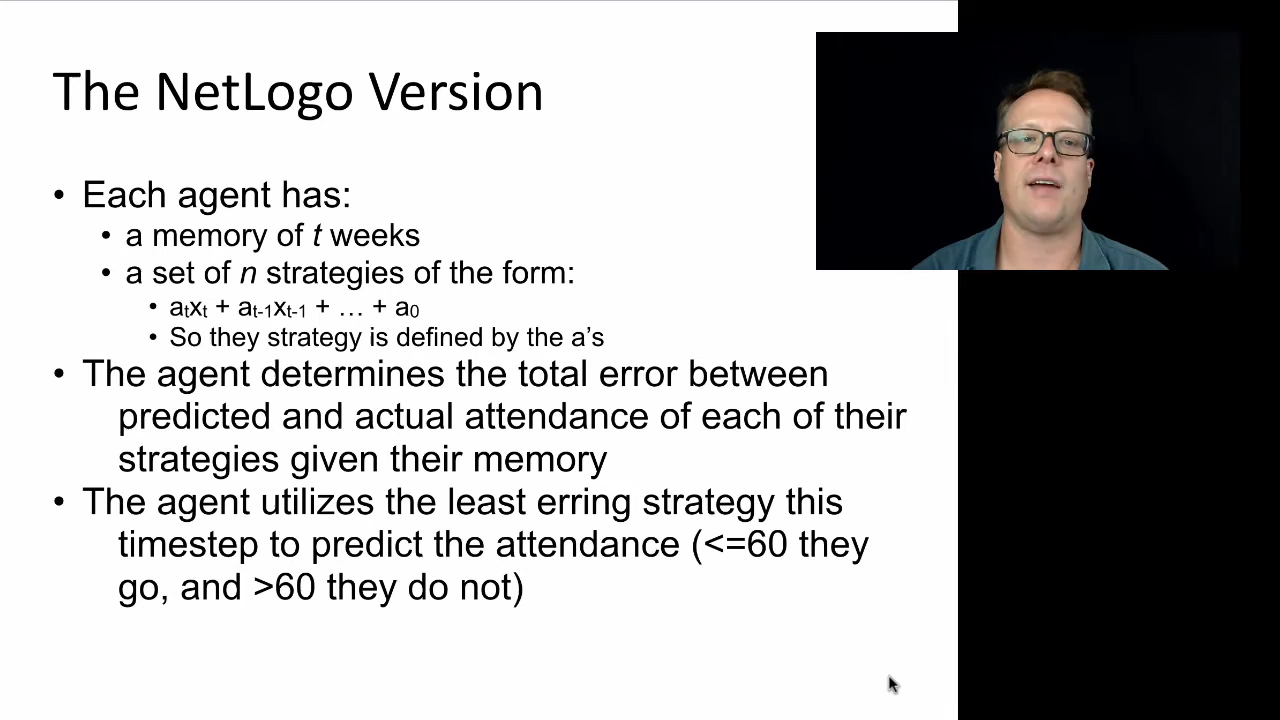 The NetLogo Version
• Each agent has:
• a memory of t weeks
• a set of n strategies of the form:
• aₜxₜ + aₜ₋₁xₜ₋₁ + … + a₀
• So they strategy is defined by the a’s
• The agent determines the total error between
predicted and actual attendance of each of their
strategies given their memory
• The agent utilizes the least erring strategy this
timestep to predict the attendance (<=60 they
go, and >60 they do not)